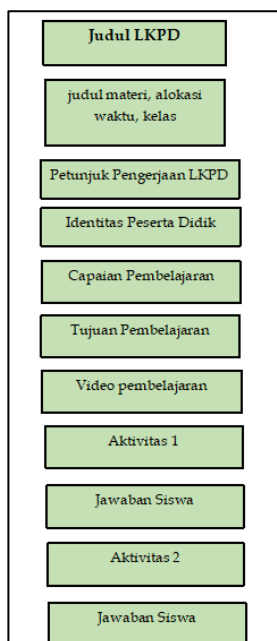 Judul LKPD
judul materi, alokasi
waktu, kelas
Petunjuk Pengerjaan LKPD
Identitas Peserta Didik
Capaian Pembelajaran
Tujuan Pembelajaran
Video pembelajaran
Aktivitas 1
Jawaban Siswa
Aktivitas 2
Jawaban Siswa